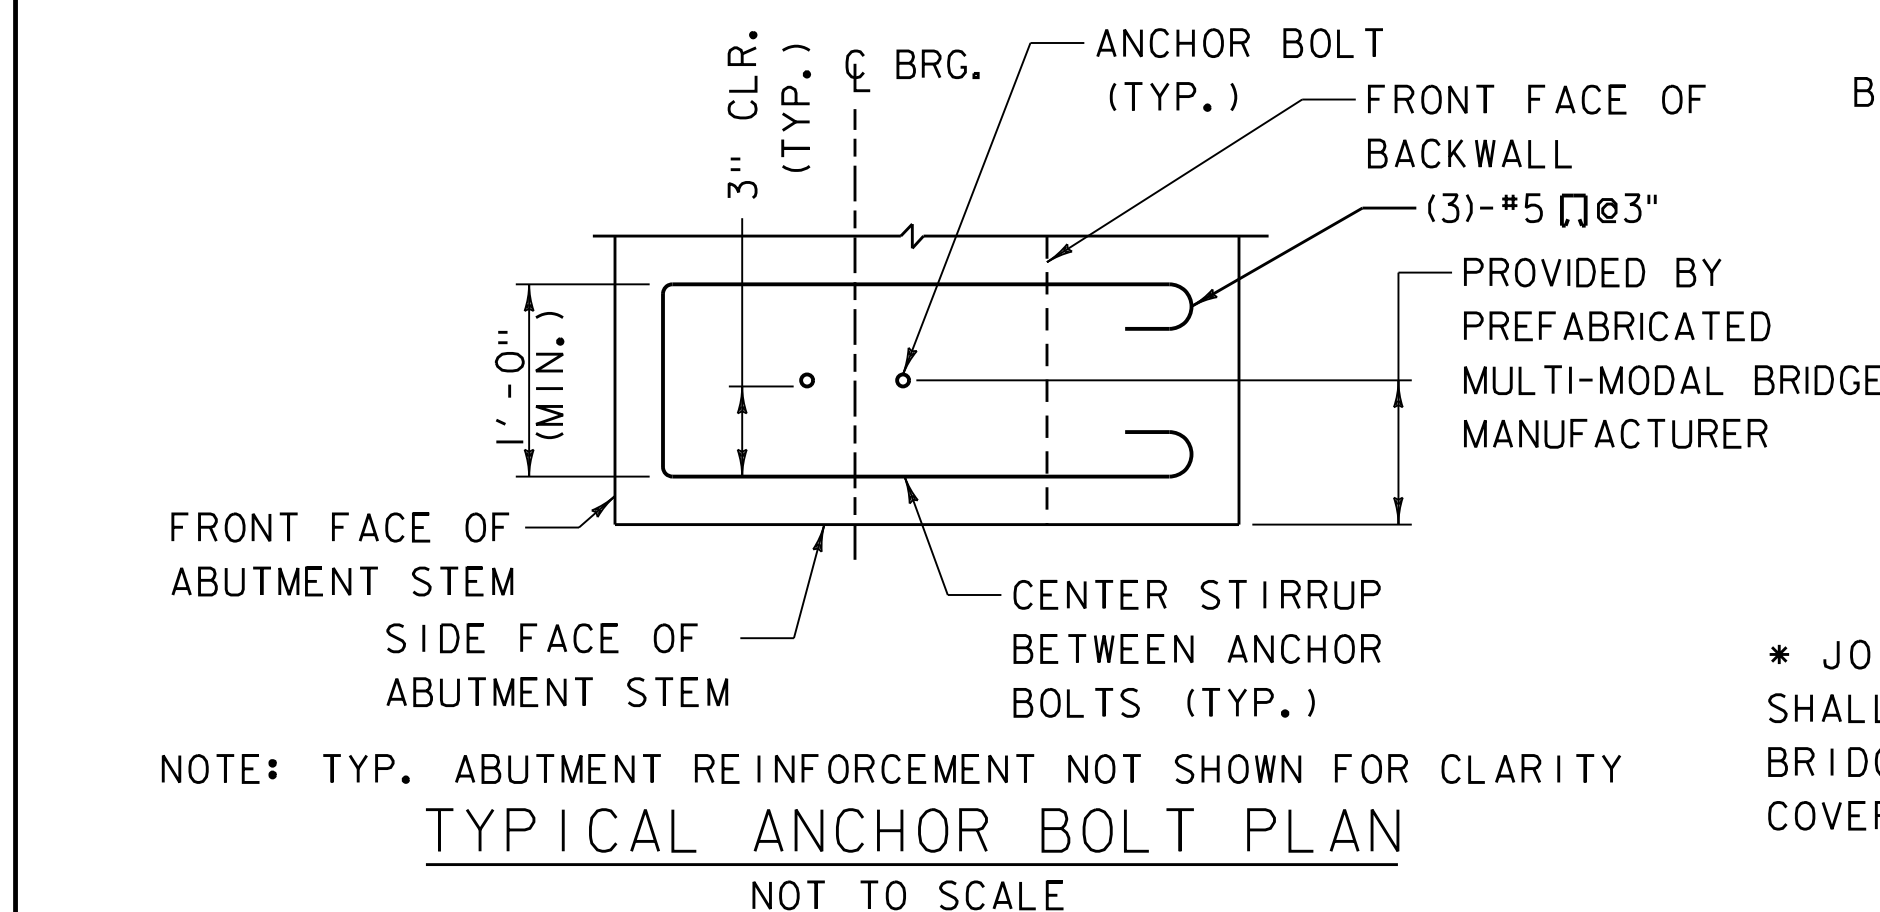 3" CLR.
(TYP.)
℄ BRG.
ANCHOR BOLT
(TYP.)
FRONT FACE OF
BACKWALL
(3)-#5 @3"
PROVIDED BY
PREFABRICATED
MULTI-MODAL BRIDGE
MANUFACTURER
1'-0"
(MIN.)
FRONT FACE OF
ABUTMENT STEM
SIDE FACE OF
ABUTMENT STEM
CENTER STIRRUP
BETWEEN ANCHOR
BOLTS (TYP.)
NOTE: TYP. ABUTMENT REINFORCEMENT NOT SHOWN FOR CLARITY
TYPICAL ANCHOR BOLT PLAN
NOT TO SCALE
B
* JO
SHALL